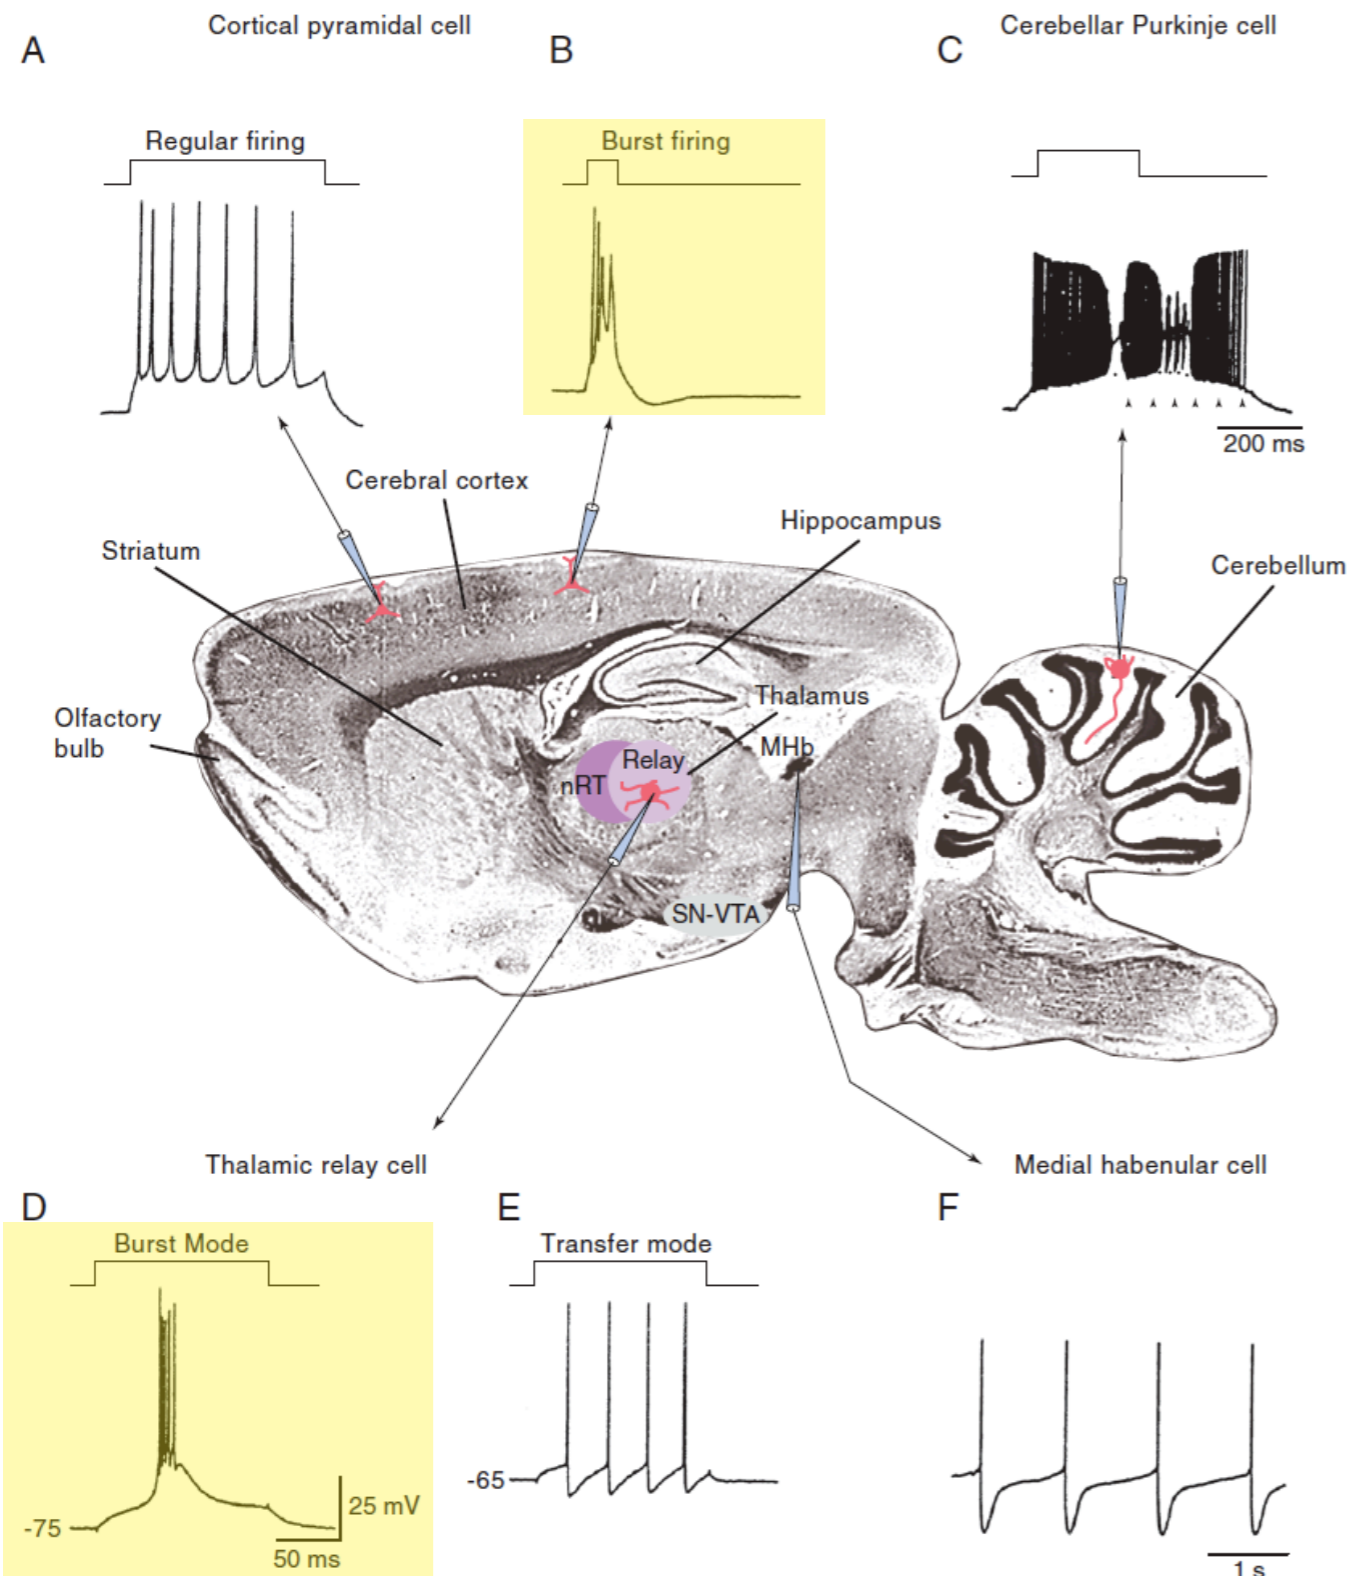 Cortical pyramidal cell
Cerebellar Purkinje cell
A
B
C
Regular firing
Burst firing
200 ms
Cerebral cortex
Hippocampus
Striatum
Cerebellum
Thalamus
Olfactory
bulb
MHb
Relay
nRT
SN-VTA
Thalamic relay cell
Medial habenular cell
D
E
F
Burst Mode
Transfer mode
-65
25 mV
-75
50 ms
1 s